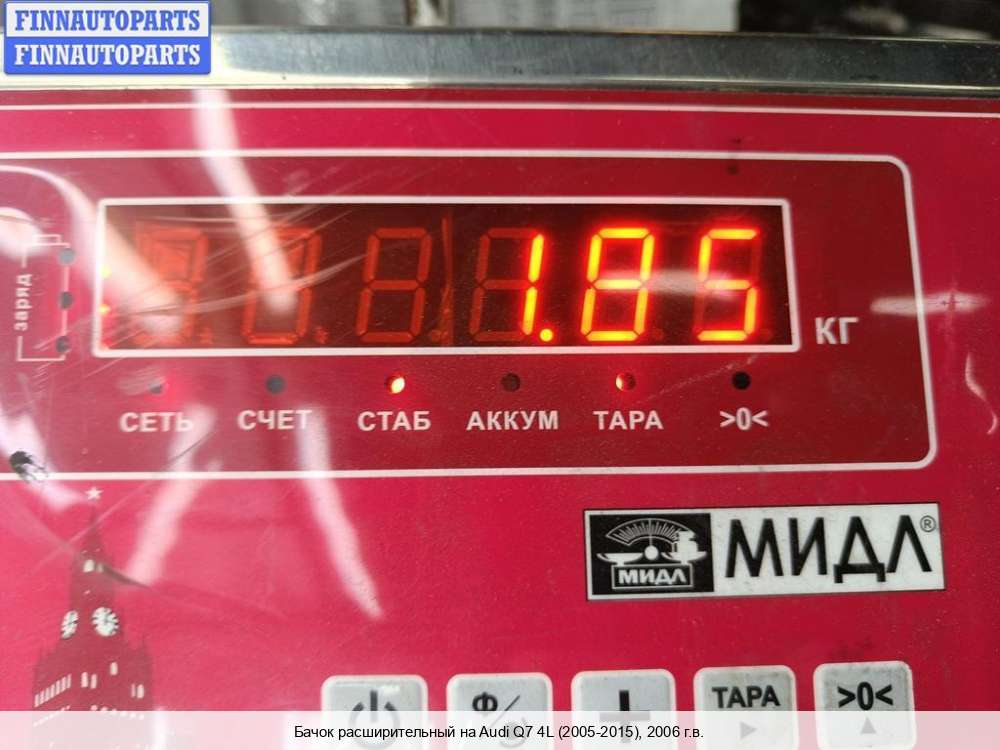 FINNAUTOPARTS
FINNAUTOPARTS
заряд
1.85
КГ
СЕТЬ СЧЕТ СТАБ АККУМ ТАРА >0<
МИДЛ®
МИДЛ
Ф/
+
ТАРА
>0<
Бачок расширительный на Audi Q7 4L (2005-2015), 2006 г.в.